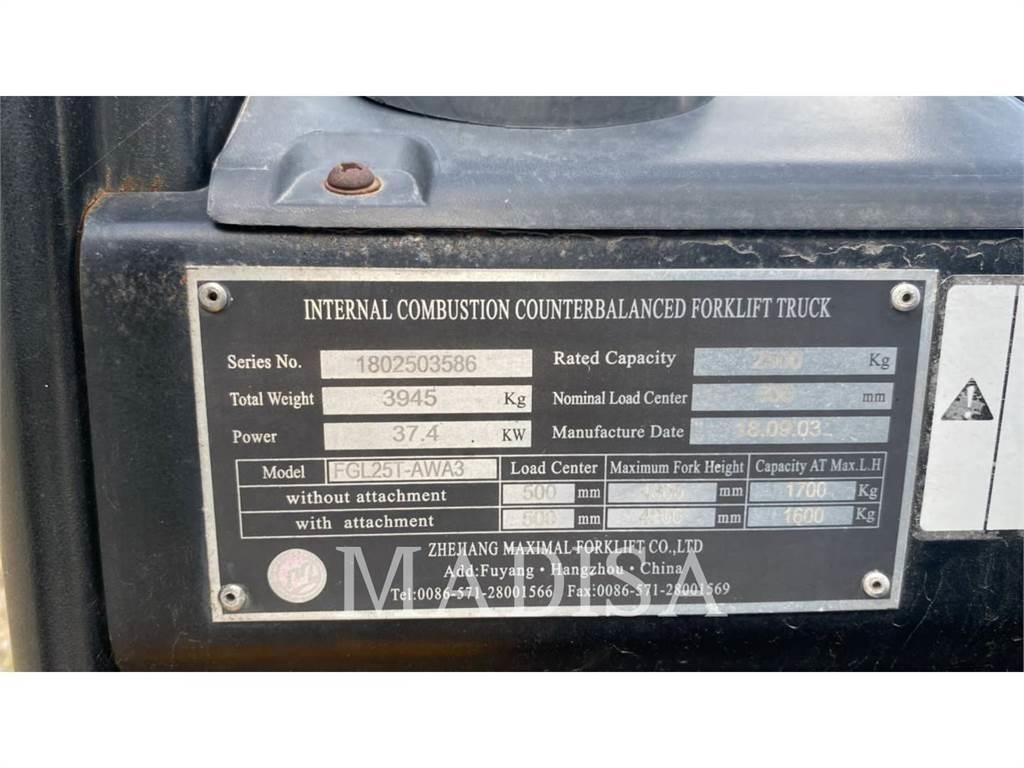 INTERNAL COMBUSTION COUNTERBALANCED FORKLIFT TRUCK
Series No. 1802503586 Rated Capacity Kg
Total Weight 3945 Kg Nominal Load Center mm
Power 37.4 KW Manufacture Date 18.09.03
Model FGL25T-AWA3 Load Center Maximum Fork Height Capacity AT Max.L.H
without attachment 500 mm mm 1700 Kg
with attachment 500 mm mm 1600 Kg
ZHEJIANG MAXIMAL FORKLIFT CO.,LTD
Add:Fuyang · Hangzhou · China
Tel:0086-571-28001566 Fax:0086-571-28001569
MADISA